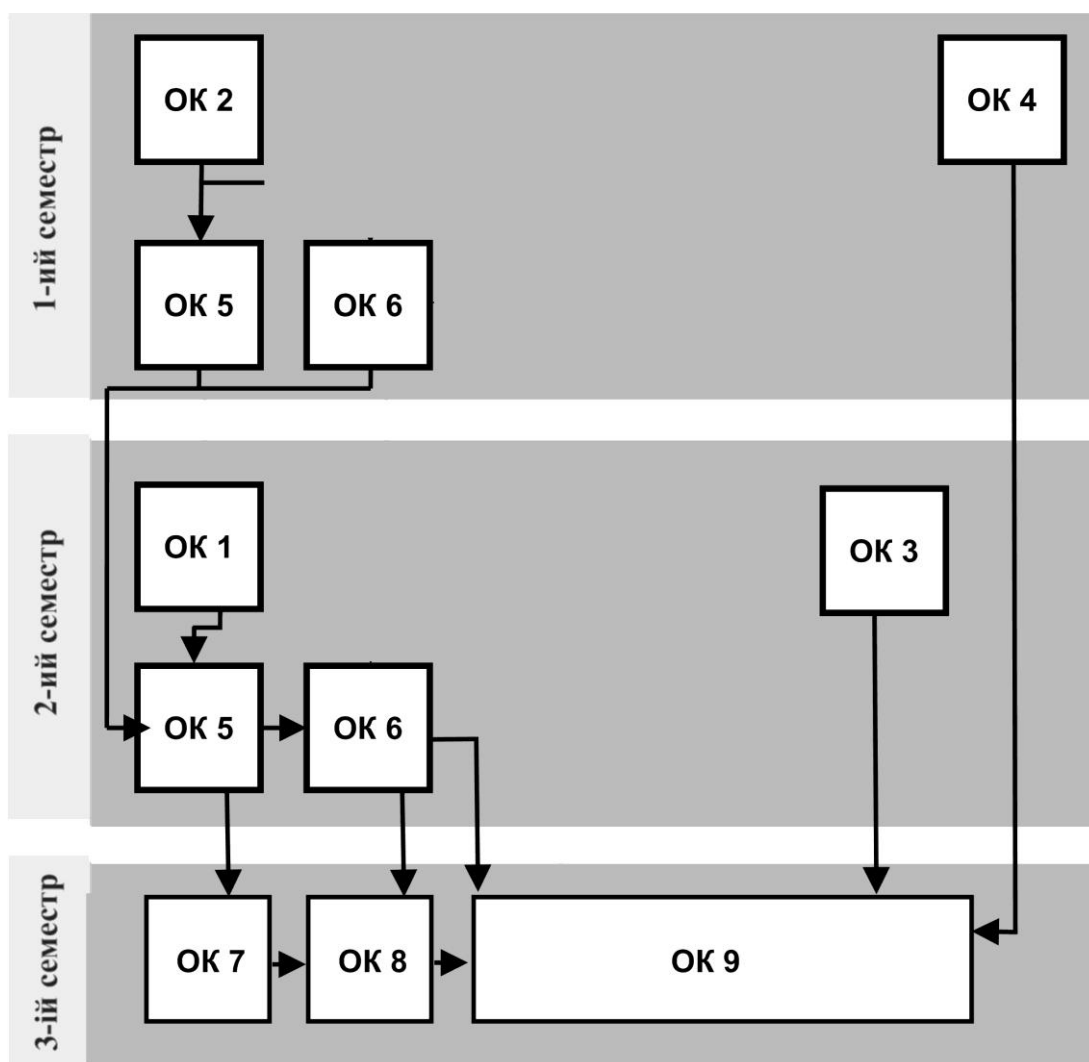 1-ий семестр
ОК 2
ОК 4
ОК 5
ОК 6
2-ий семестр
ОК 1
ОК 3
ОК 5
ОК 6
3-ій семестр
ОК 7
ОК 8
ОК 9